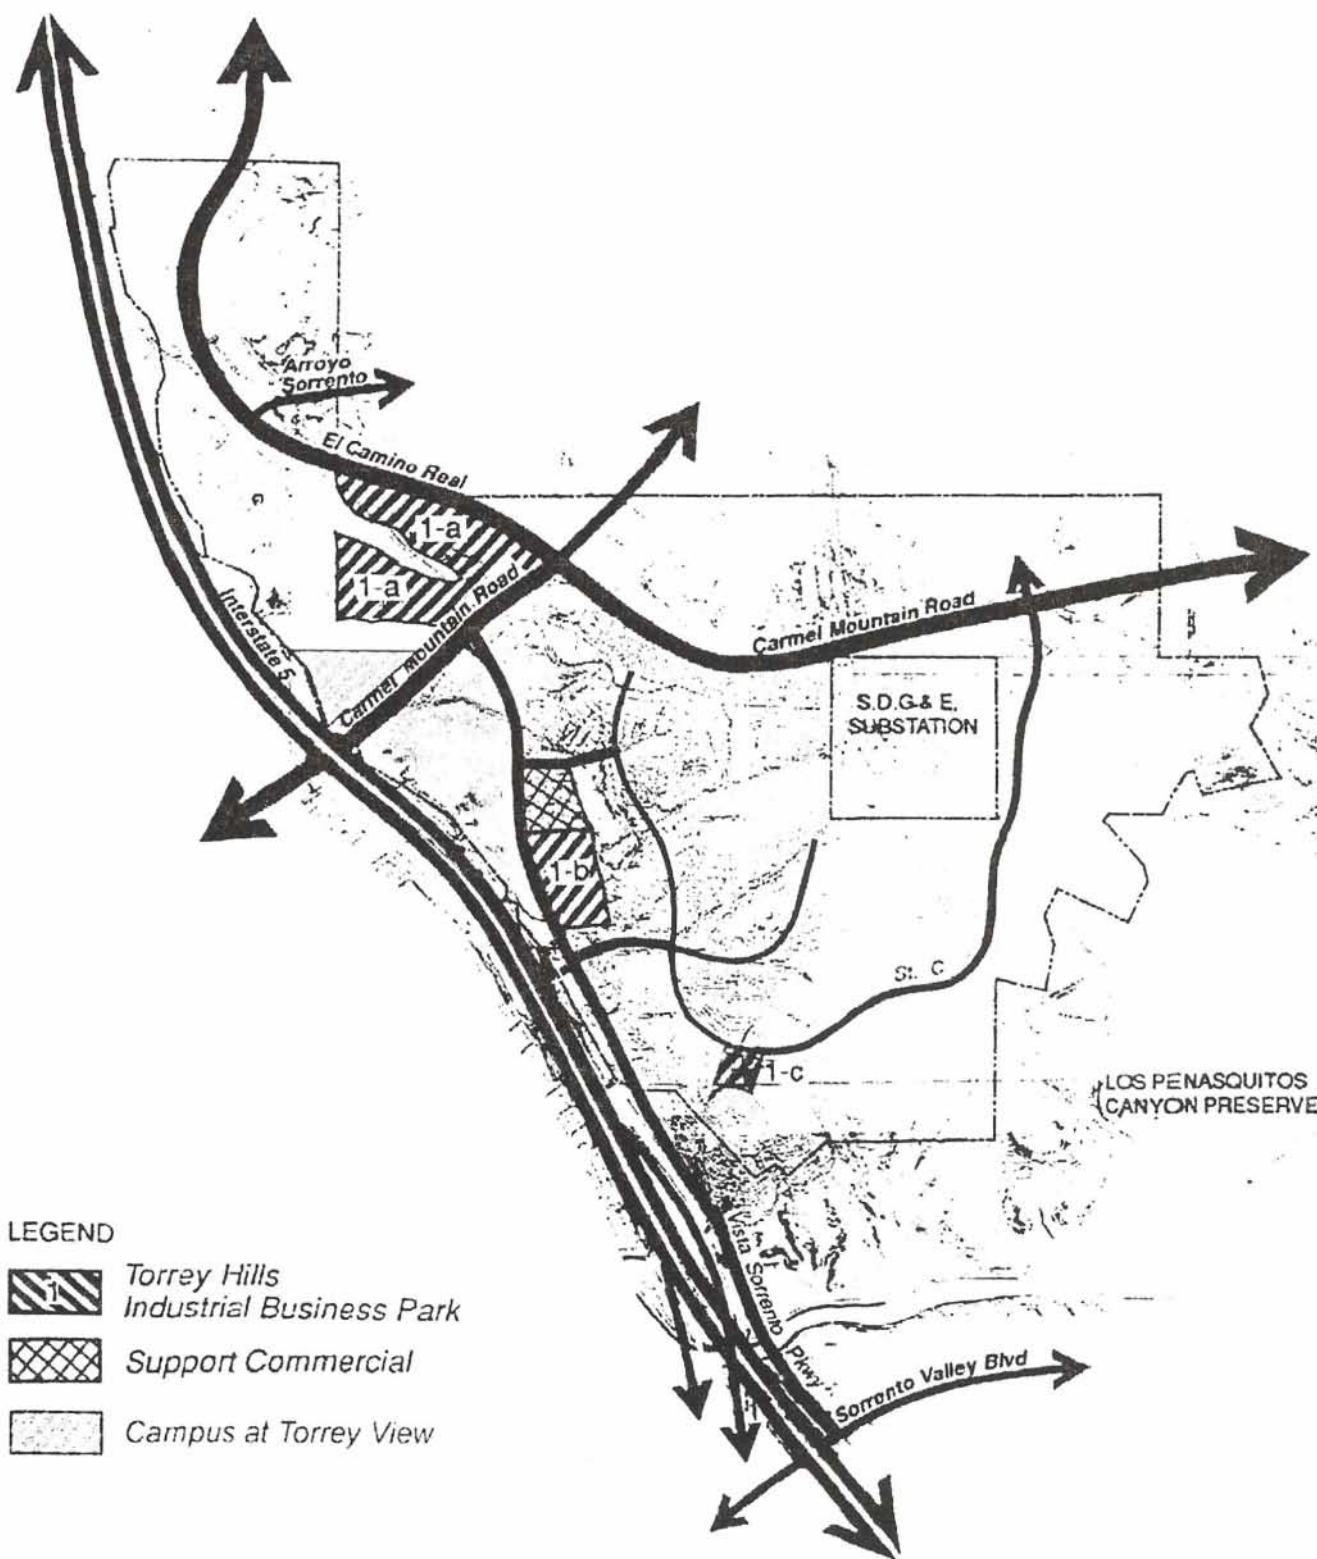 Arroyo
Sorrento
El Camino Real
1-a
1-a
Carmel Mountain Road
Interstate 5
Carmel Mountain Road
S.D.G.& E.
SUBSTATION
1-b
St. C
1-c
LOS PENASQUITOS
CANYON PRESERVE
Vista Sorrento Pkwy
Sorrento Valley Blvd
LEGEND
1
Torrey Hills
Industrial Business Park
Support Commercial
Campus at Torrey View